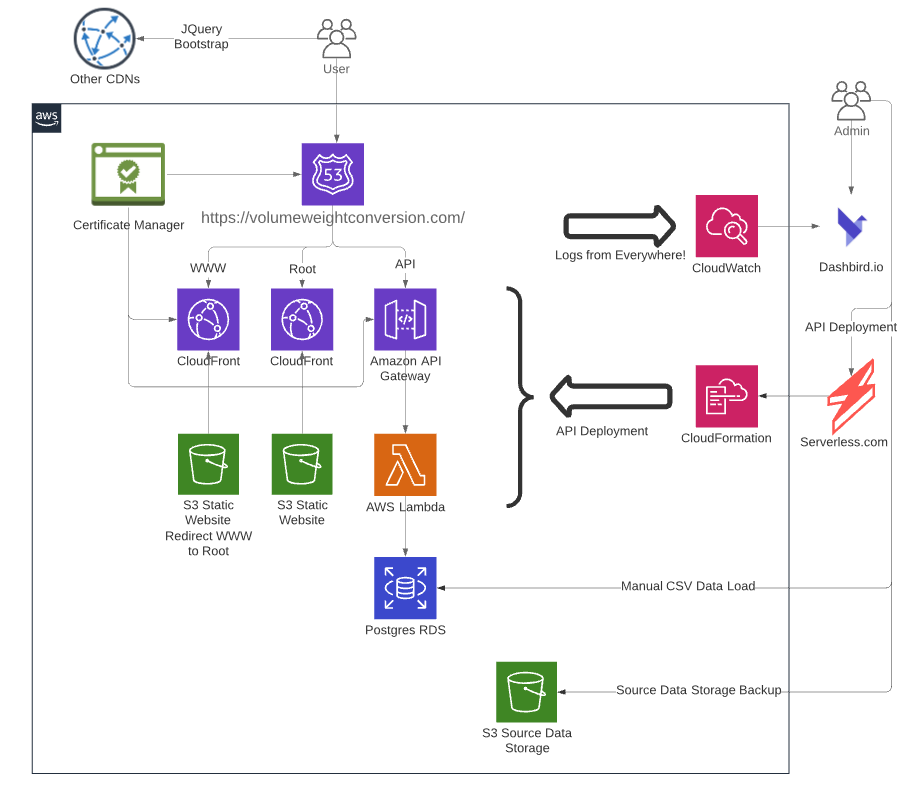 JQuery
Bootstrap
Other CDNs
User
aws
Admin
53
Certificate Manager
https://volumeweightconversion.com/
Logs from Everywhere!
CloudWatch
Dashbird.io
WWW
Root
API
API Deployment
CloudFront
CloudFront
Amazon API
Gateway
API Deployment
CloudFormation
Serverless.com
S3 Static
Website
Redirect WWW
to Root
S3 Static
Website
AWS Lambda
Manual CSV Data Load
Postgres RDS
Source Data Storage Backup
S3 Source Data
Storage